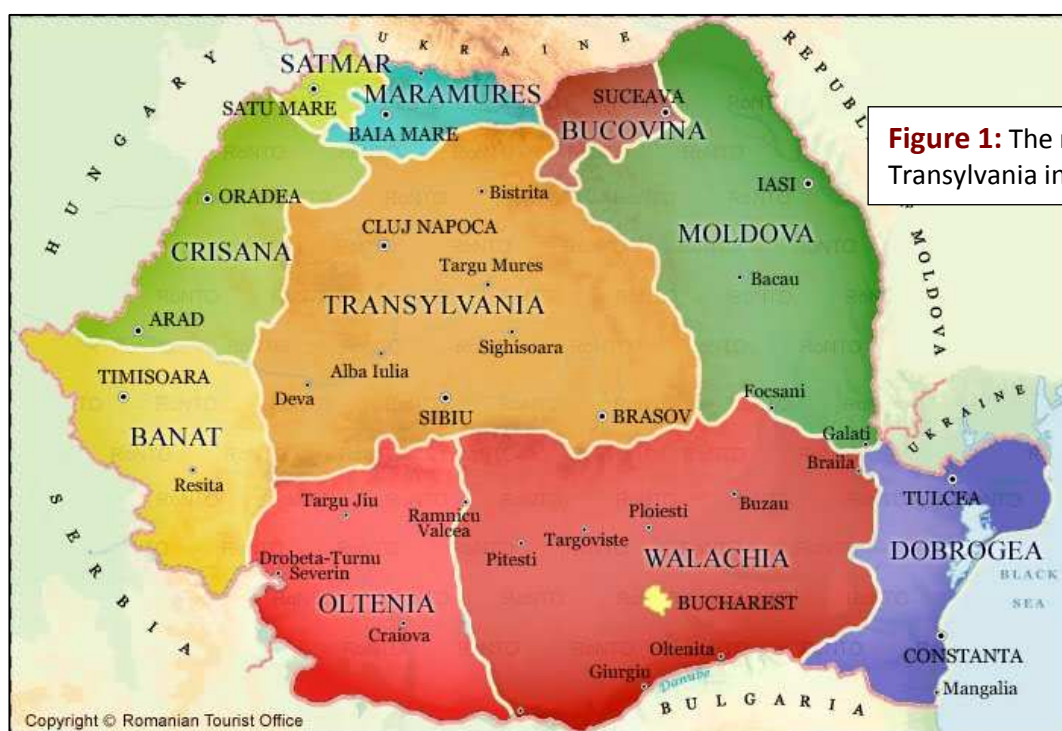 UKRAINE
HUNGARY
REPUBL
SATMAR
SATU MARE
MARAMURES
BAIA MARE
SUCEAVA
BUCOVINA
Figure 1: The
Transylvania in
ORADEA
Bistrita
IASI
CLUJ NAPOCA
MOLDOVA
CRISANA
Targu Mures
Bacau
MOLDOVA
TRANSYLVANIA
ARAD
Sighisoara
TIMISOARA
Alba Iulia
Deva
Focsani
UKRAINE
SIBIU
BRASOV
BANAT
Galati
Braila
Resita
TULCEA
SERBIA
Targu Jiu
Ramnicu
Valcea
Buzau
Ploiesti
Targoviste
Pitesti
WALACHIA
DOBROGEA
Drobeta-Turnu
Severin
BLACK
SEA
OLTENIA
BUCHAREST
Craiova
Oltenita
CONSTANTA
Giurgiu
Danube
Mangalia
BULGARIA
Copyright © Romanian Tourist Office